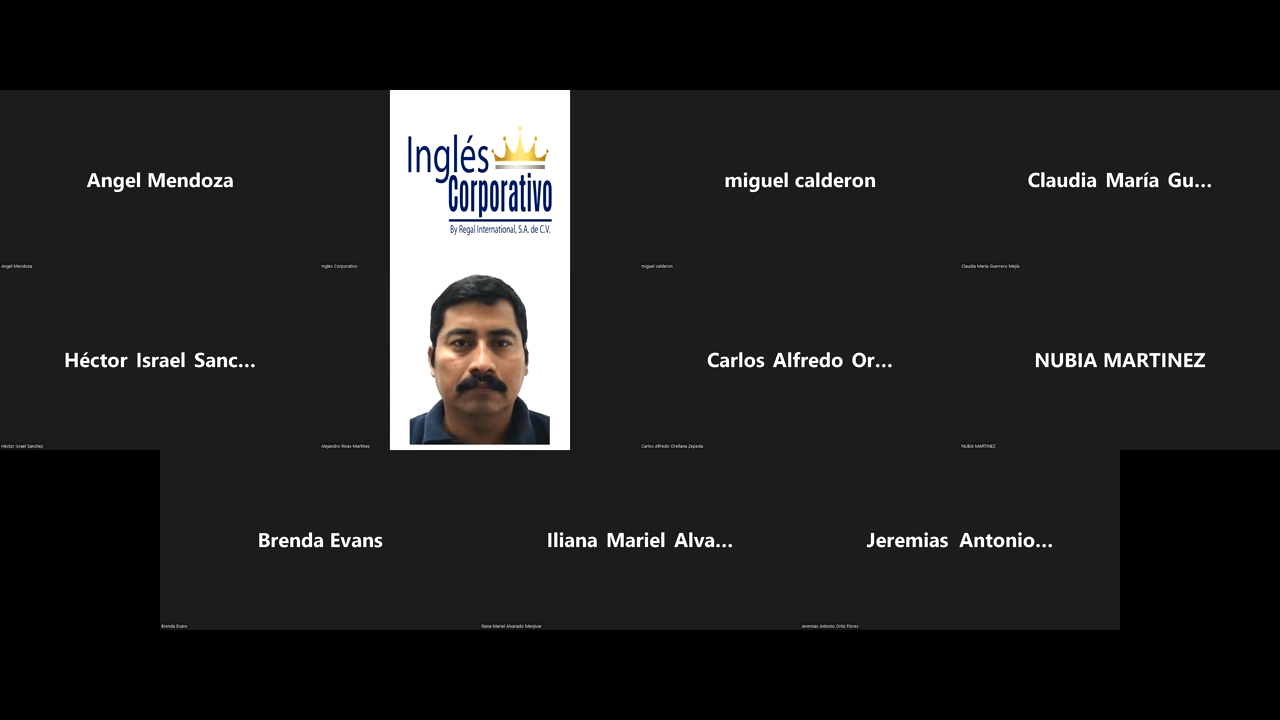 Angel Mendoza
Inglés
Corporativo
By Regal International, S.A. de C.V.
miguel calderon
Claudia María Gu...
Angel Mendoza
Inglés Corporativo
miguel calderon
Claudia María Guerrero Mejía
Héctor Israel Sanc...
Carlos Alfredo Or...
NUBIA MARTINEZ
Héctor Israel Sanchez
Alejandro Rivas Martínez
Carlos Alfredo Orellana Zepeda
NUBIA MARTINEZ
Brenda Evans
Iliana Mariel Alva...
Jeremias Antonio...
Brenda Evans
Iliana Mariel Alvarado Menjivar
Jeremias Antonio Ortiz Flores